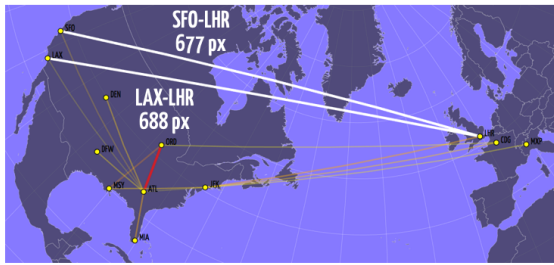 SFO
SFO-LHR
677 px
LAX
DEN
LAX-LHR
688 px
LHR
ORD
CDG
MXP
DFW
MSY
ATL
JFK
MIA